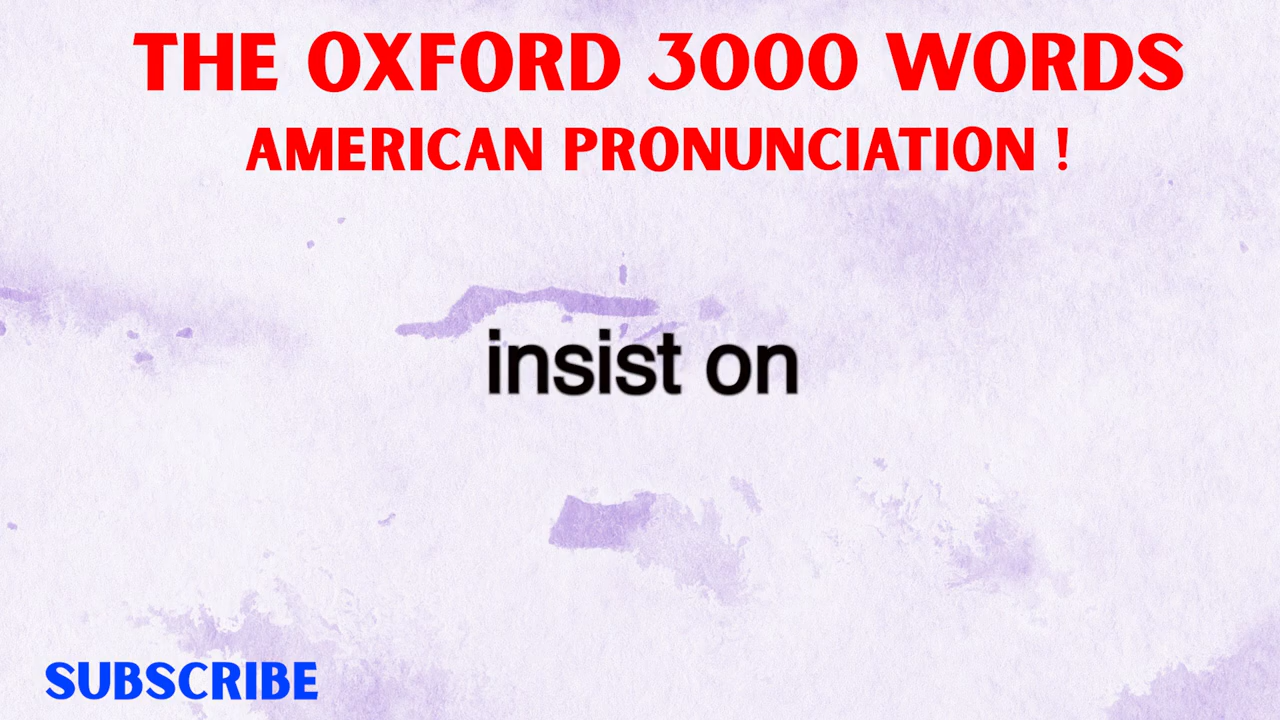 THE OXFORD 3000 WORDS
AMERICAN PRONUNCIATION !
insist on
SUBSCRIBE